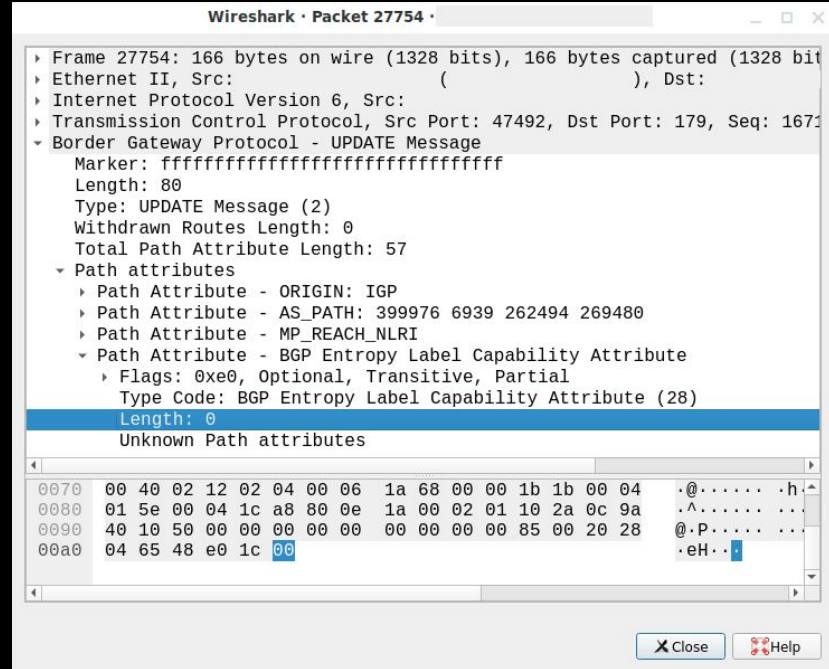 Wireshark · Packet 27754 ·
Frame 27754: 166 bytes on wire (1328 bits), 166 bytes captured (1328 bit
Ethernet II, Src: ( ), Dst:
Internet Protocol Version 6, Src:
Transmission Control Protocol, Src Port: 47492, Dst Port: 179, Seq: 1671
Border Gateway Protocol - UPDATE Message
Marker: ffffffffffffffffffffffffffffffff
Length: 80
Type: UPDATE Message (2)
Withdrawn Routes Length: 0
Total Path Attribute Length: 57
Path attributes
Path Attribute - ORIGIN: IGP
Path Attribute - AS_PATH: 399976 6939 262494 269480
Path Attribute - MP_REACH_NLRI
Path Attribute - BGP Entropy Label Capability Attribute
Flags: 0xe0, Optional, Transitive, Partial
Type Code: BGP Entropy Label Capability Attribute (28)
Length: 0
Unknown Path attributes
0070 00 40 02 12 02 04 00 06 1a 68 00 00 1b 1b 00 04 ·@······ ·h·
0080 01 5e 00 04 1c a8 80 0e 1a 00 02 01 10 2a 0c 9a ·^······ ···
0090 40 10 50 00 00 00 00 00 00 00 00 00 85 00 20 28 @·P····· ···
00a0 04 65 48 e0 1c 00 ·eH···
Close Help